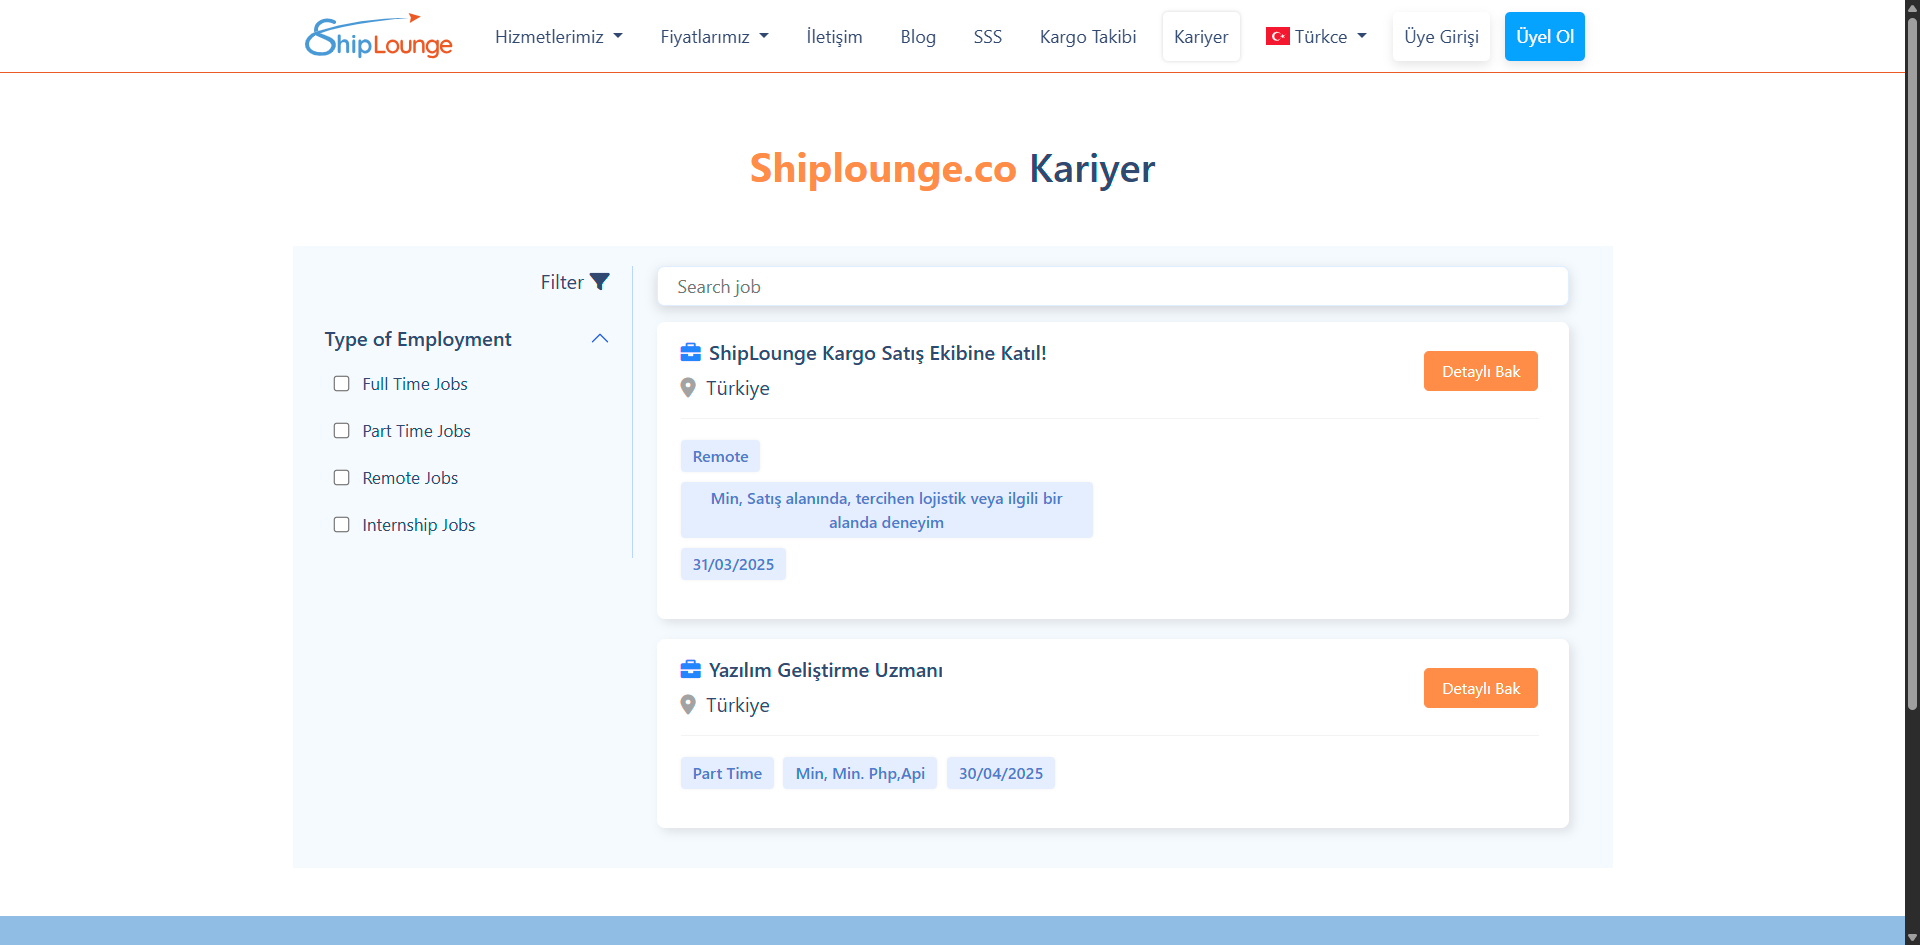 ShipLounge
Hizmetlerimiz
Fiyatlarımız
İletişim
Blog
SSS
Kargo Takibi
Kariyer
Türkce
Üye Girişi
Üyel Ol
Shiplounge.co Kariyer
Filter
Type of Employment
Full Time Jobs
Part Time Jobs
Remote Jobs
Internship Jobs
Search job
ShipLounge Kargo Satış Ekibine Katıl!
Türkiye
Detaylı Bak
Remote
Min, Satış alanında, tercihen lojistik veya ilgili bir
alanda deneyim
31/03/2025
Yazılım Geliştirme Uzmanı
Türkiye
Detaylı Bak
Part Time
Min, Min. Php,Api
30/04/2025